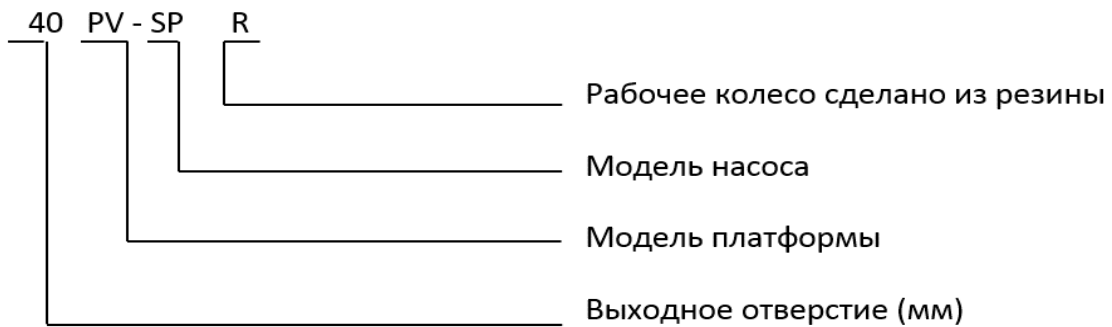 40 PV - SP R
Рабочее колесо сделано из резины
Модель насоса
Модель платформы
Выходное отверстие (мм)